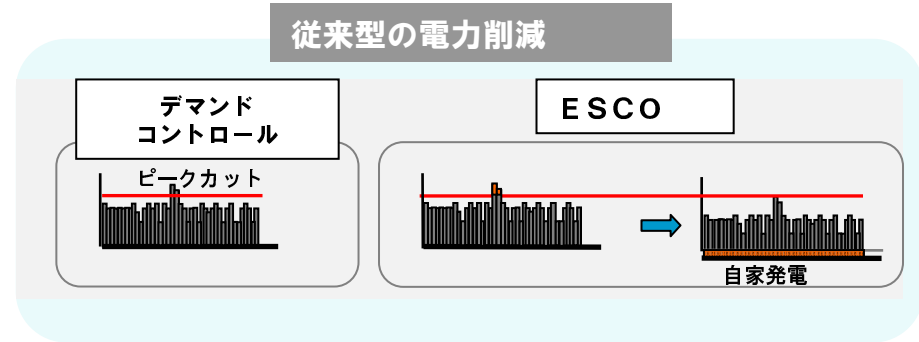 従来型の電力削減
デマンド
コントロール
ピークカット
ＥＳＣＯ
自家発電